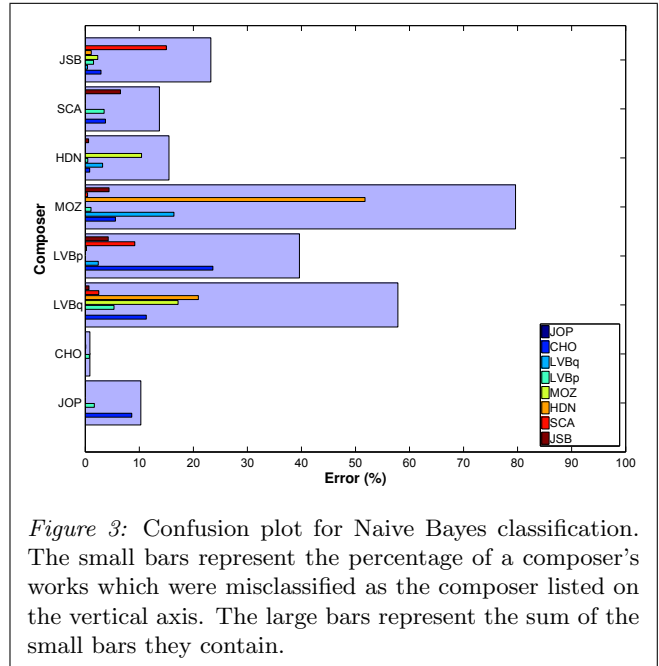 JSB
SCA
HDN
MOZ
LVBp
LVBq
CHO
JOP
Composer
JOP
CHO
LVBq
LVBp
MOZ
HDN
SCA
JSB
0 10 20 30 40 50 60 70 80 90 100
Error (%)
Figure 3: Confusion plot for Naive Bayes classification.
The small bars represent the percentage of a composer's
works which were misclassified as the composer listed on
the vertical axis. The large bars represent the sum of the
small bars they contain.